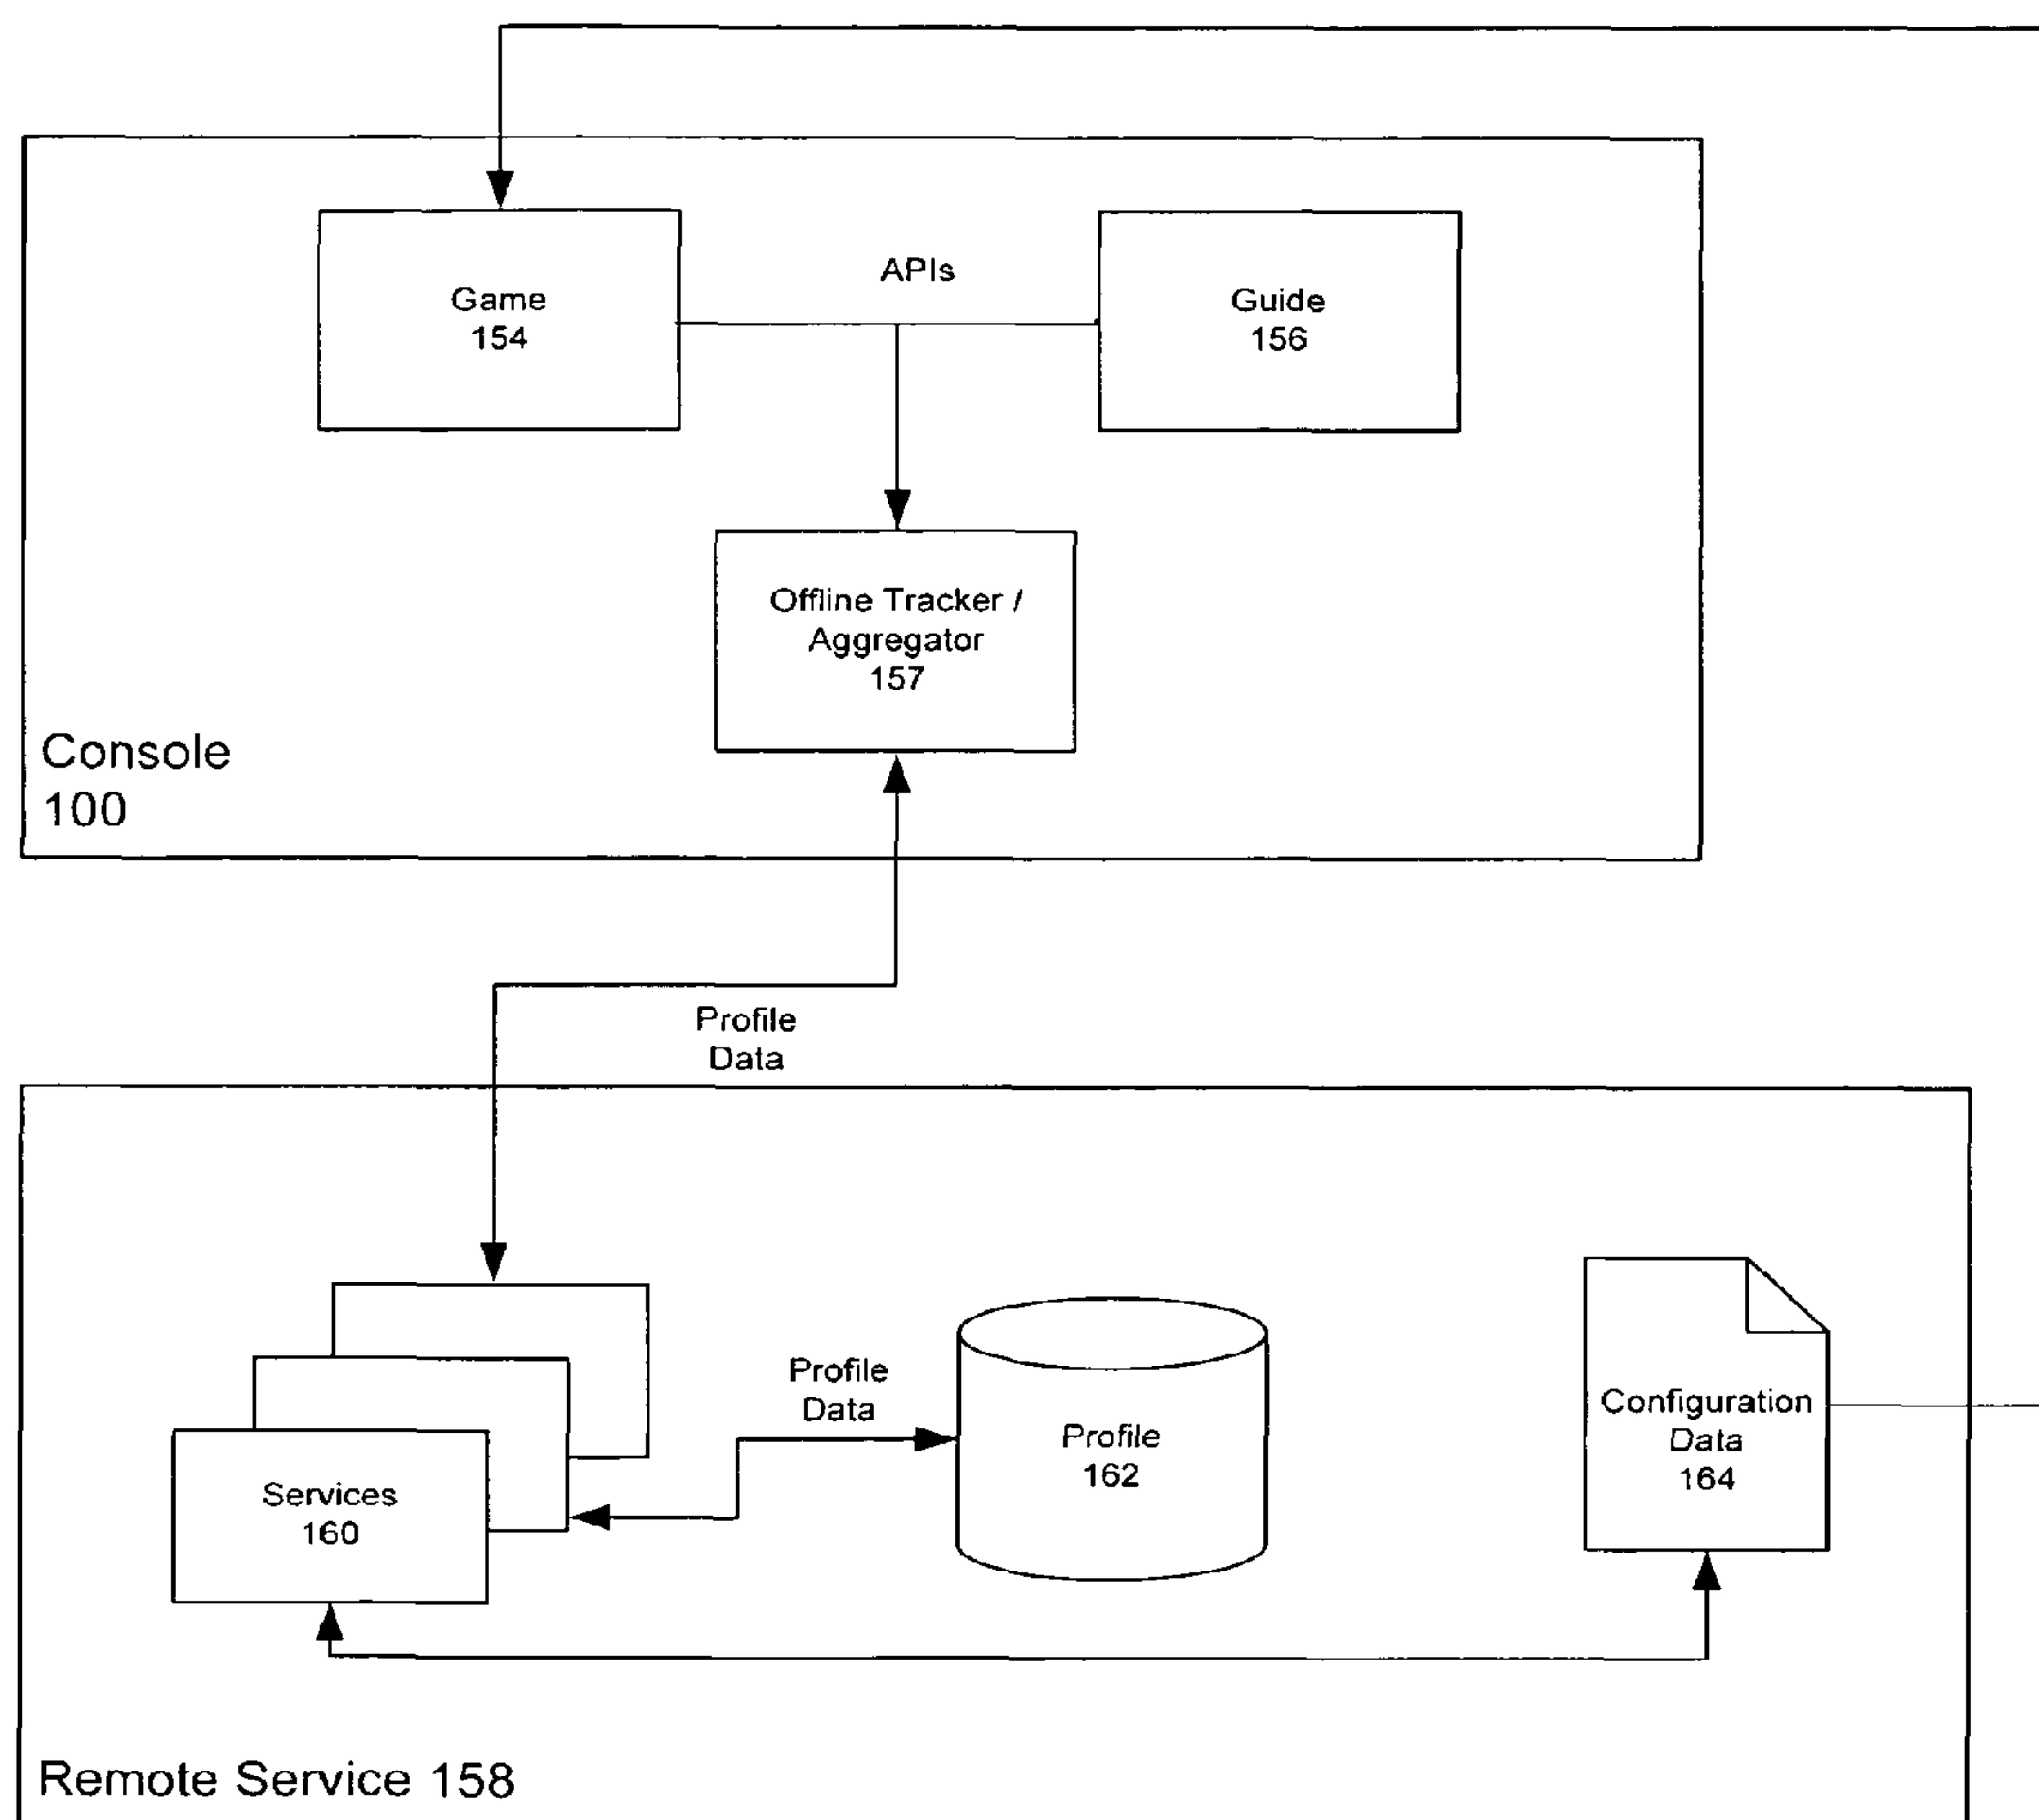 APIs
Game
154
Guide
156
Offline Tracker /
Aggregator
157
Console
100
Profile
Data
Profile
Data
Services
160
Profile
162
Configuration
Data
164
Remote Service 158